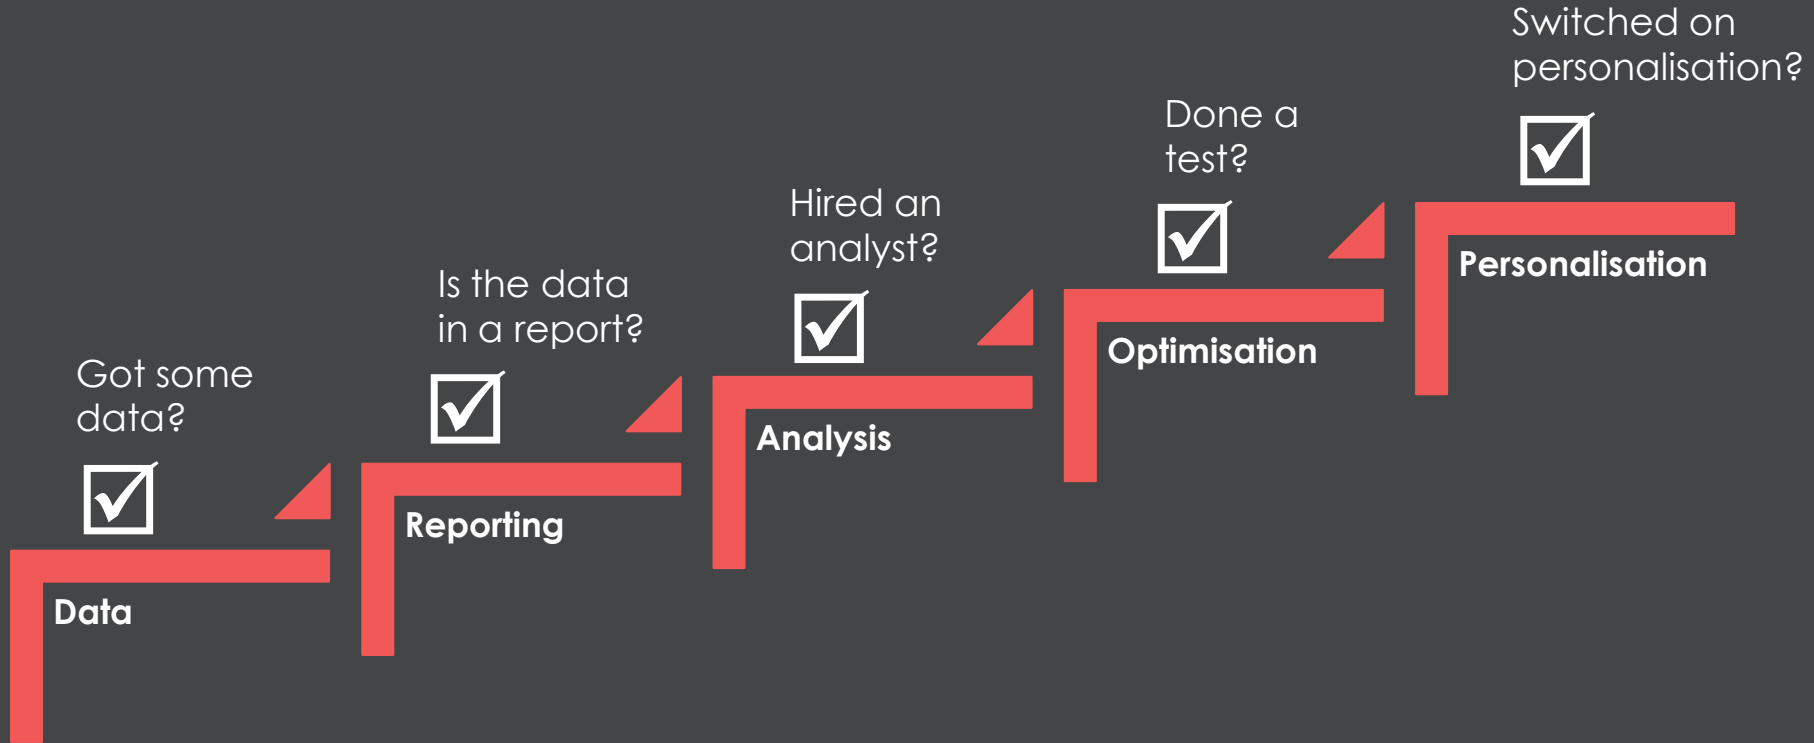 Got some
data?
Data
Is the data
in a report?
Reporting
Hired an
analyst?
Analysis
Done a
test?
Optimisation
Switched on
personalisation?
Personalisation